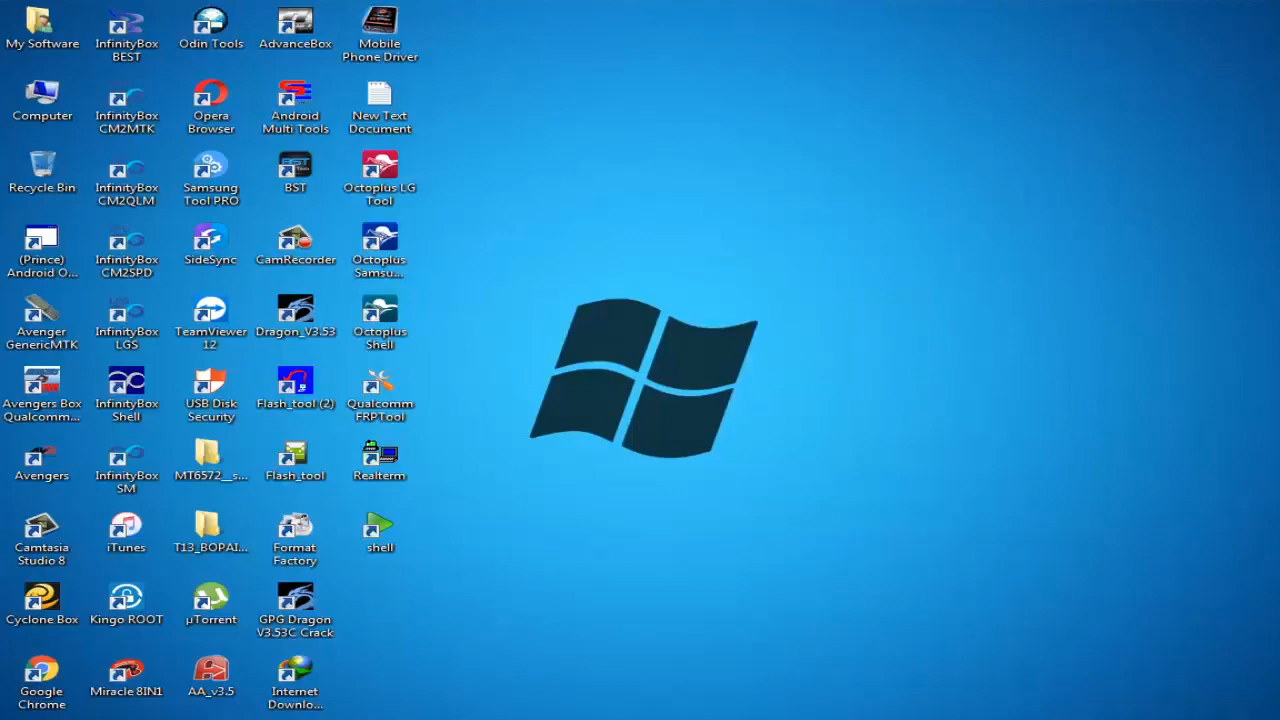 My Software
InfinityBox
BEST
Odin Tools
AdvanceBox
Mobile
Phone Driver
Computer
InfinityBox
CM2MTK
Opera
Browser
Android
Multi Tools
New Text
Document
Recycle Bin
InfinityBox
CM2QLM
Samsung
Tool PRO
BST
Octoplus LG
Tool
(Prince)
Android O...
InfinityBox
CM2SPD
SideSync
CamRecorder
Octoplus
Samsu...
Avenger
GenericMTK
InfinityBox
LGS
TeamViewer
12
Dragon_V3.53
Octoplus
Shell
Avengers Box
Qualcomm...
InfinityBox
Shell
USB Disk
Security
Flash_tool (2)
Qualcomm
FRPTool
Avengers
InfinityBox
SM
MT6572__s...
Flash_tool
Realterm
Camtasia
Studio 8
iTunes
T13_BOPAI...
Format
Factory
shell
Cyclone Box
Kingo ROOT
µTorrent
GPG Dragon
V3.53C Crack
Google
Chrome
Miracle 8IN1
AA_v3.5
Internet
Downlo...